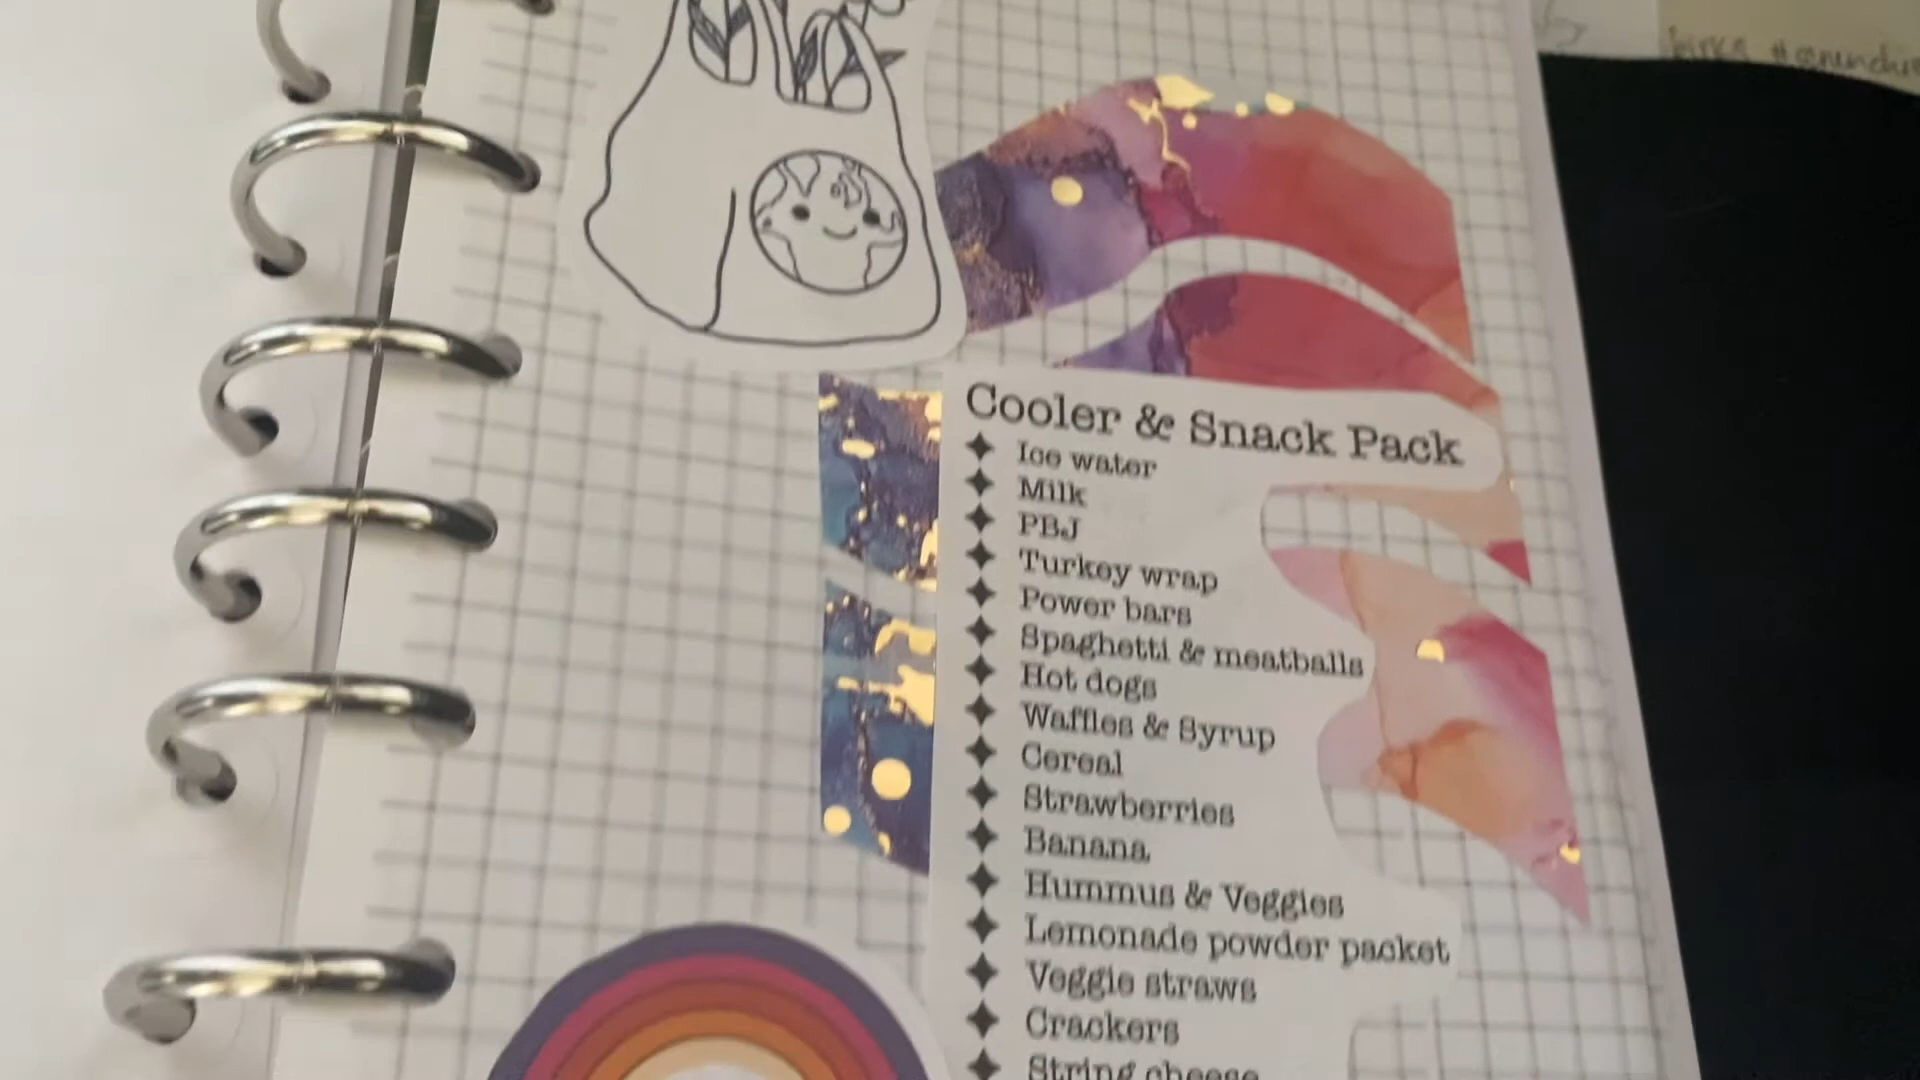 Cooler & Snack Pack
Ice water
Milk
PBJ
Turkey wrap
Power bars
Spaghetti & meatballs
Hot dogs
Waffles & Syrup
Cereal
Strawberries
Banana
Hummus & Veggies
Lemonade powder packet
Veggie straws
Crackers
String cheese